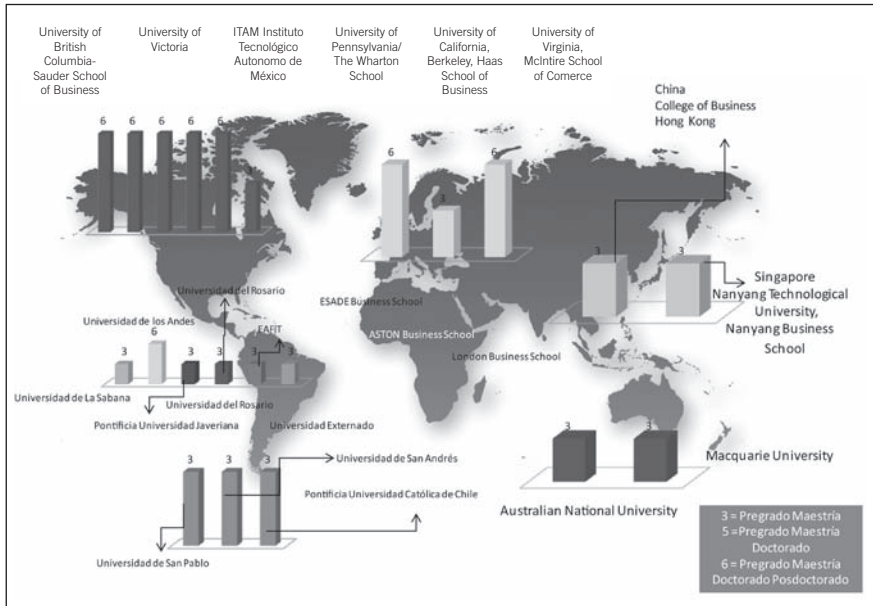 University of
British
Columbia-
Sauder School
of Business
University of
Victoria
ITAM Instituto
Tecnológico
Autonomo de
México
University of
Pennsylvania/
The Wharton
School
University of
California,
Berkeley, Haas
School of
Business
University of
Virginia,
McIntire School
of Comerce
China
College of Business
Hong Kong
6 6 6 6 6
6 3 6
3 3
Singapore
Nanyang Technological
University,
Nanyang Business
School
Universidad del Rosario
ESADE Business School
Universidad de los Andes
EAFIT
ASTON Business School
London Business School
3 6 3 3 3 3
Universidad de La Sabana
Universidad del Rosario
Pontificia Universidad Javeriana
Universidad Externado
3 3
Macquarie University
Australian National University
3 3 3
Universidad de San Andrés
Pontificia Universidad Católica de Chile
Universidad de San Pablo
3 = Pregrado Maestría
5 =Pregrado Maestría
Doctorado
6 = Pregrado Maestría
Doctorado Posdoctorado